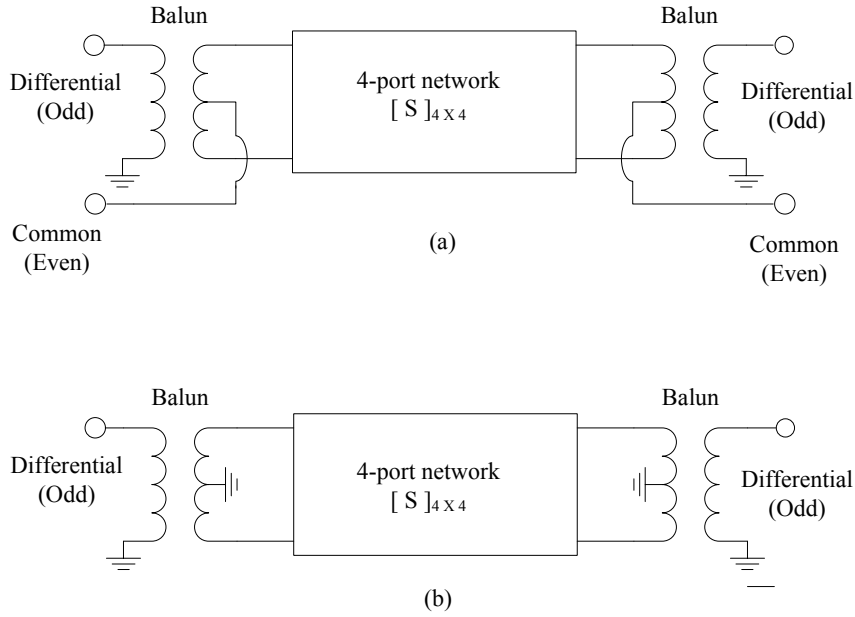 Balun
Balun
Differential
(Odd)
4-port network
[ S ]4 X 4
Differential
(Odd)
Common
(Even)
(a)
Common
(Even)
Balun
Balun
Differential
(Odd)
4-port network
[ S ]4 X 4
Differential
(Odd)
(b)